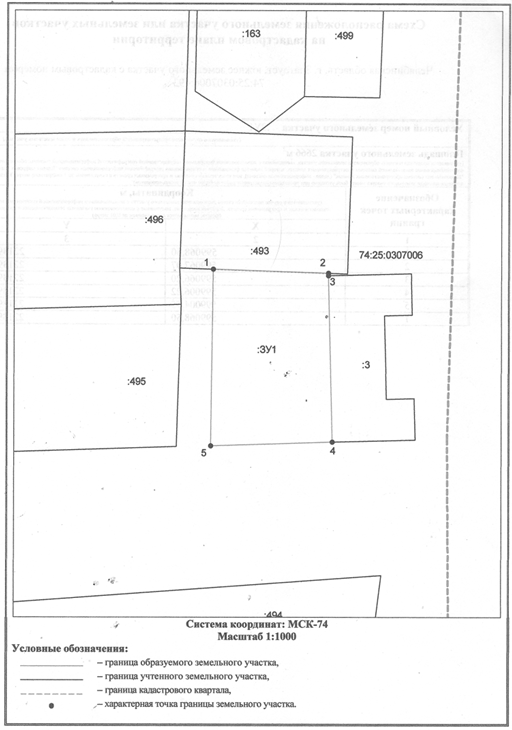 :163
:499
:496
:493
74:25:0307006
1
2
3
:ЗУ1
:3
:495
5
4
:494
Система координат: МСК-74
Масштаб 1:1000
Условные обозначения:
– граница образуемого земельного участка,
– граница учтенного земельного участка,
– граница кадастрового квартала,
– характерная точка границы земельного участка.